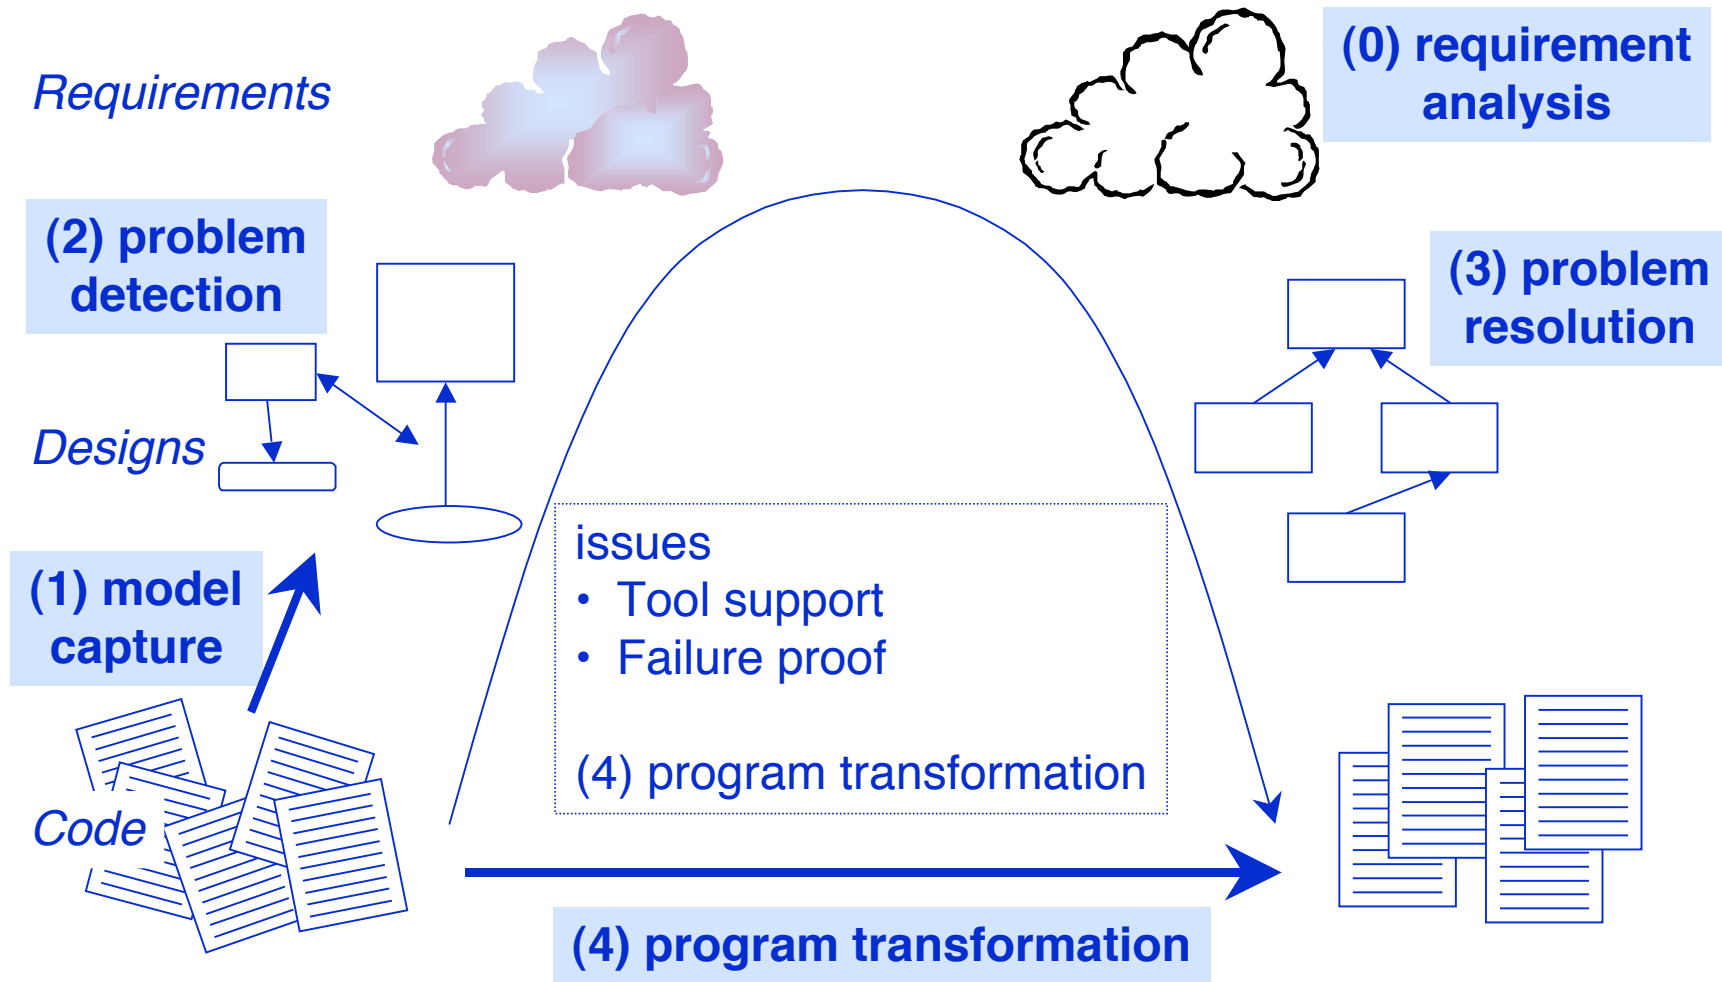 (0) requirement
analysis
Requirements
(2) problem
detection
(3) problem
resolution
Designs
issues
• Tool support
• Failure proof
(1) model
capture
(4) program transformation
Code
(4) program transformation